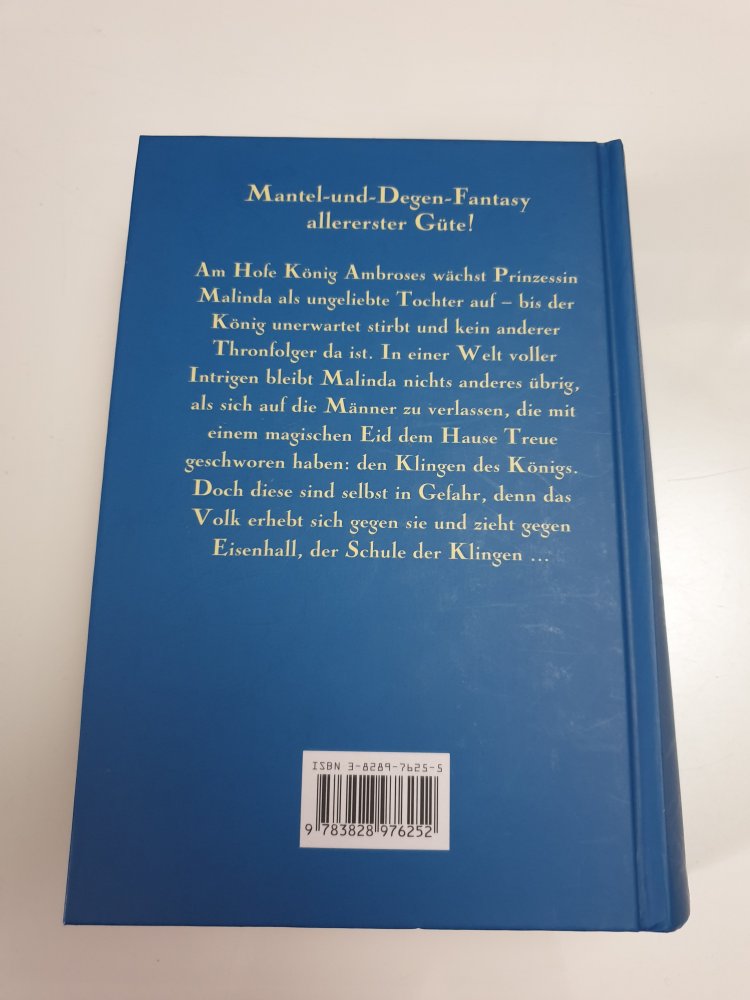 Mantel-und-Degen-Fantasy
allererster Güte!
Am Hofe König Ambroses wächst Prinzessin
Malinda als ungeliebte Tochter auf – bis der
König unerwartet stirbt und kein anderer
Thronfolger da ist. In einer Welt voller
Intrigen bleibt Malinda nichts anderes übrig,
als sich auf die Männer zu verlassen, die mit
einem magischen Eid dem Hause Treue
geschworen haben: den Klingen des Königs.
Doch diese sind selbst in Gefahr, denn das
Volk erhebt sich gegen sie und zieht gegen
Eisenhall, der Schule der Klingen ...
ISBN 3-8289-7625-5
9 783828 976252